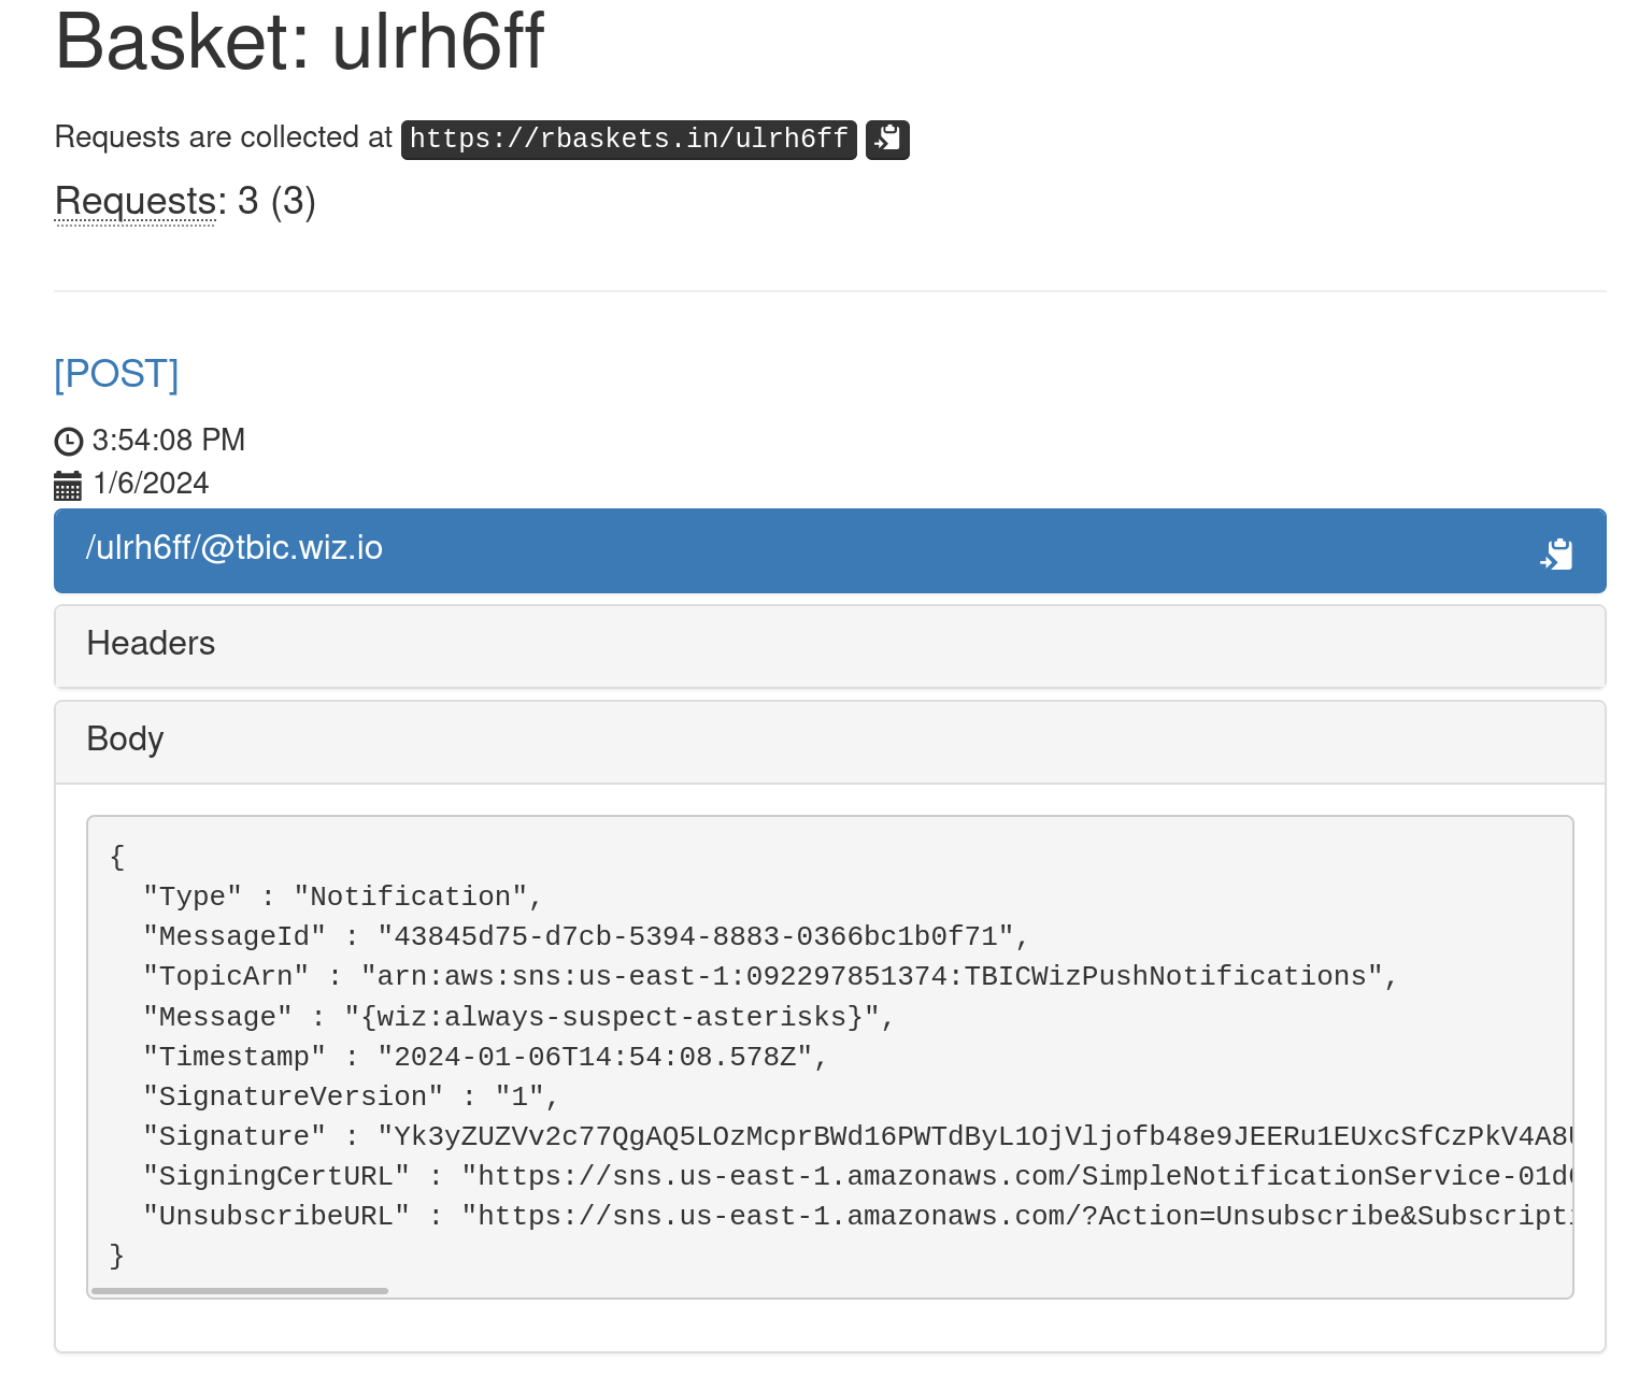 Basket: ulrh6ff
Requests are collected at https://rbaskets.in/ulrh6ff
Requests: 3 (3)
[POST]
3:54:08 PM
1/6/2024
/ulrh6ff/@tbic.wiz.io
Headers
Body
{
"Type" : "Notification",
"MessageId" : "43845d75-d7cb-5394-8883-0366bc1b0f71",
"TopicArn" : "arn:aws:sns:us-east-1:092297851374:TBICWizPushNotifications",
"Message" : "{wiz:always-suspect-asterisks}",
"Timestamp" : "2024-01-06T14:54:08.578Z",
"SignatureVersion" : "1",
"Signature" : "Yk3yZUZVv2c77QgAQ5LOzMcprBWd16PWTdByL1OjVljofb48e9JEERu1EUxcSfCzPkV4A8
"SigningCertURL" : "https://sns.us-east-1.amazonaws.com/SimpleNotificationService-01d
"UnsubscribeURL" : "https://sns.us-east-1.amazonaws.com/?Action=Unsubscribe&Subscript
}